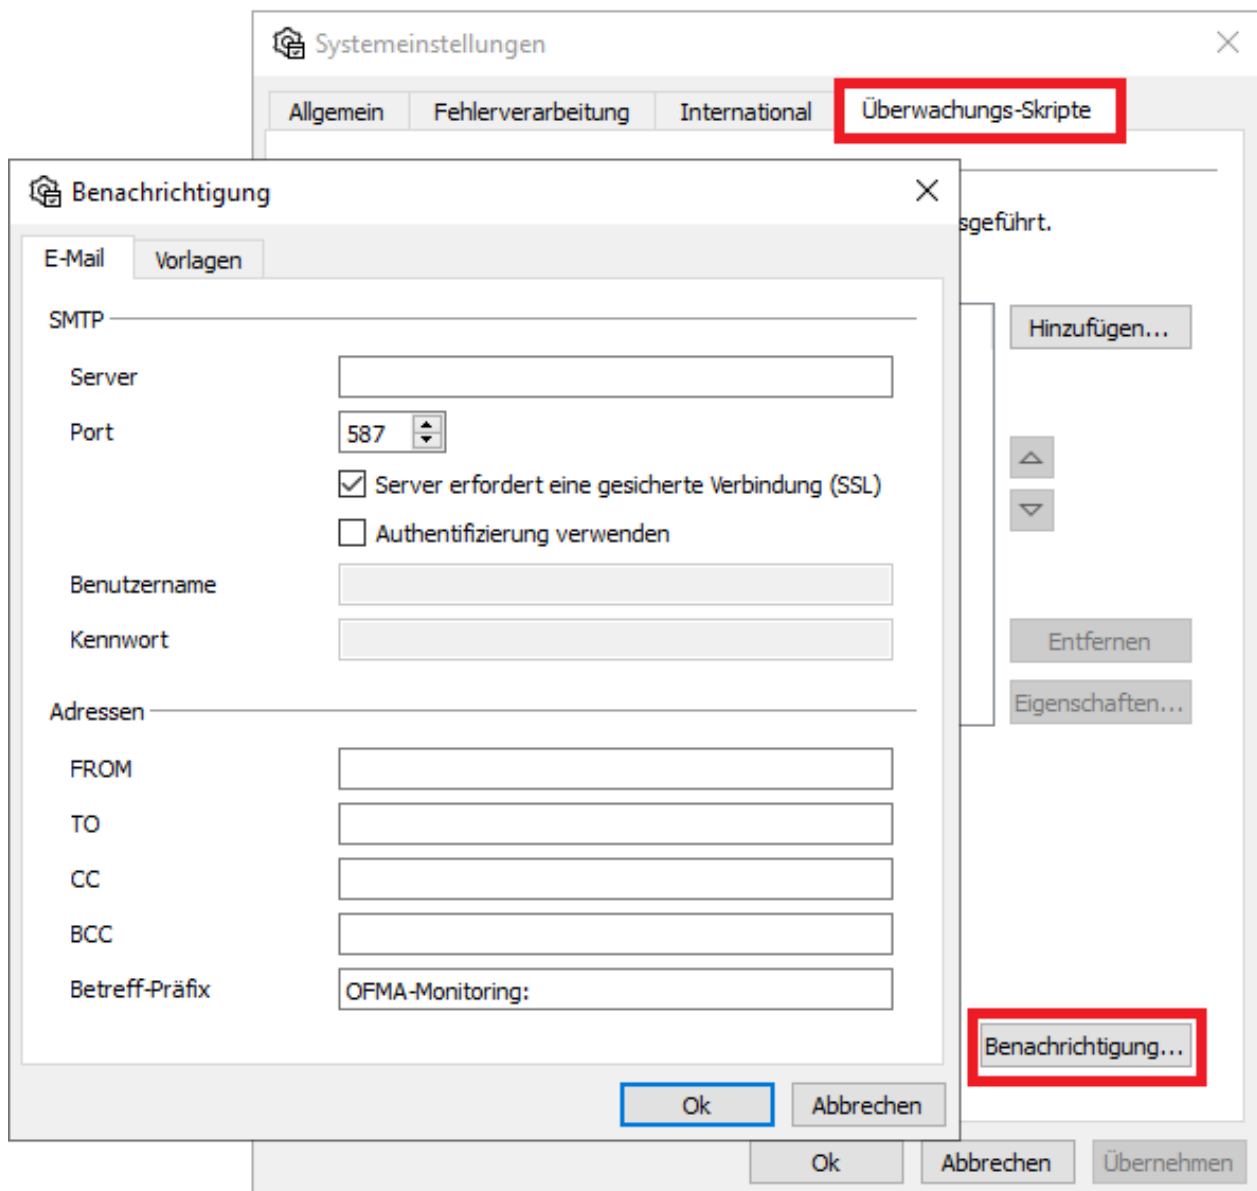 Systemeinstellungen
Allgemein Fehlerverarbeitung International Überwachungs-Skripte
Benachrichtigung
sgeführt.
E-Mail Vorlagen
SMTP
Hinzufügen...
Server
Port 587
Server erfordert eine gesicherte Verbindung (SSL)
Authentifizierung verwenden
Benutzername
Kennwort
Entfernen
Eigenschaften...
Adressen
FROM
TO
CC
BCC
Betreff-Präfix OFMA-Monitoring:
Benachrichtigung...
Ok Abbrechen
Ok Abbrechen Übernehmen